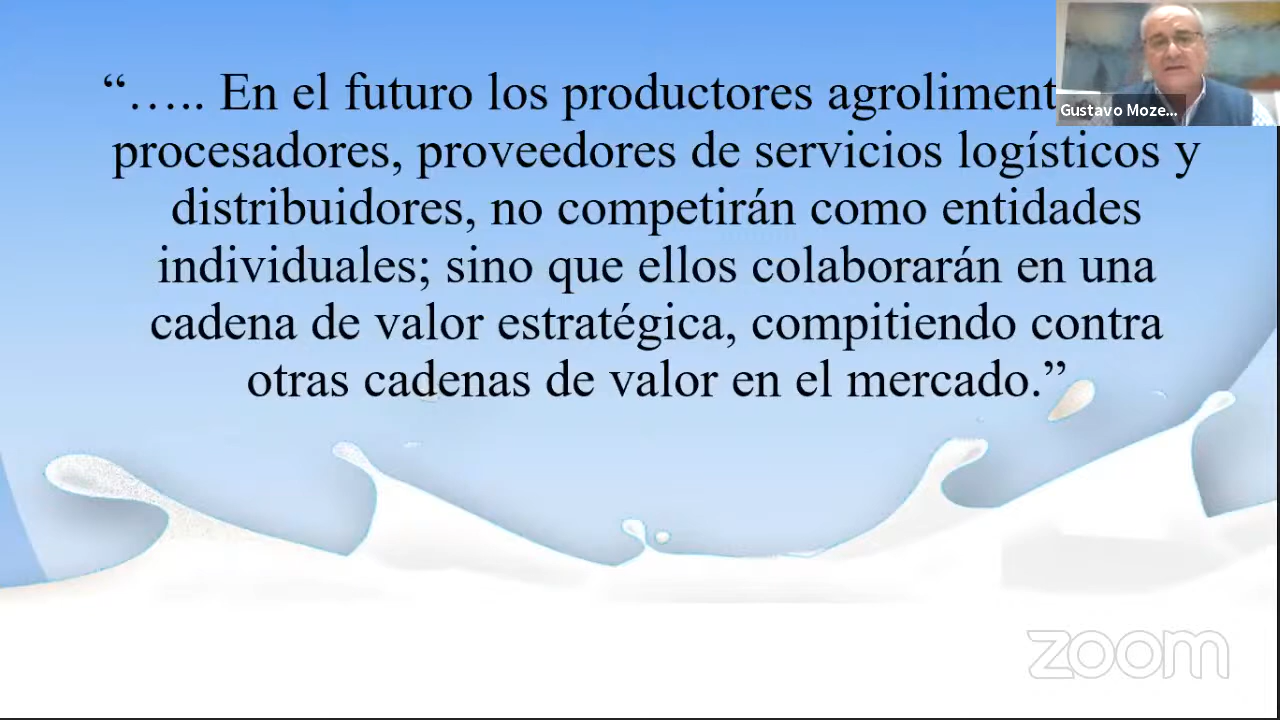 “….. En el futuro los productores agroliment
procesadores, proveedores de servicios logísticos y
distribuidores, no competirán como entidades
individuales; sino que ellos colaborarán en una
cadena de valor estratégica, compitiendo contra
otras cadenas de valor en el mercado.”
Gustavo Moze...
zoom